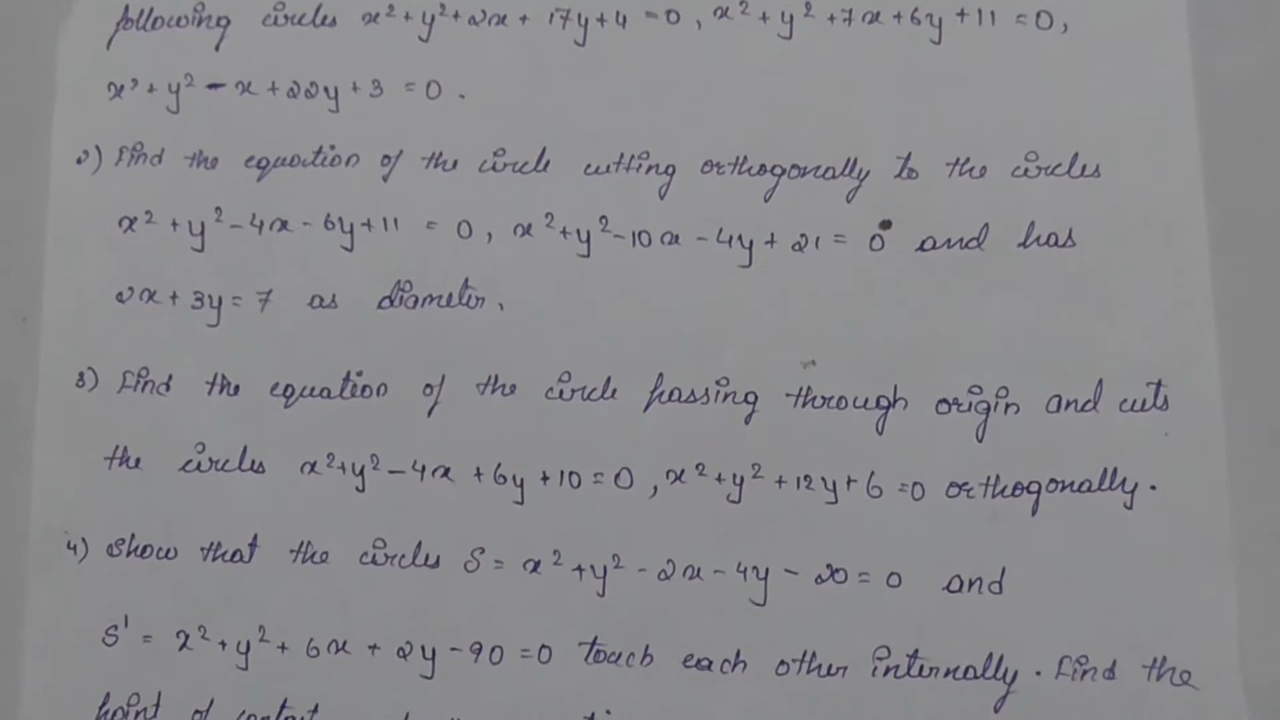 following circles x²+y²+2x+17y+4=0, x²+y²+7x+6y+11=0,
x²+y²-x+22y+3=0.
2) Find the equation of the circle cutting orthogonally to the circles
x²+y²-4x-6y+11=0, x²+y²-10x-4y+21=0 and has
2x+3y=7 as diameter.
3) Find the equation of the circle passing through origin and cuts
the circles x²+y²-4x+6y+10=0, x²+y²+12y+6=0 orthogonally.
4) Show that the circles S=x²+y²-2x-4y-20=0 and
S'=x²+y²+6x+2y-90=0 touch each other internally. Find the
point of contact